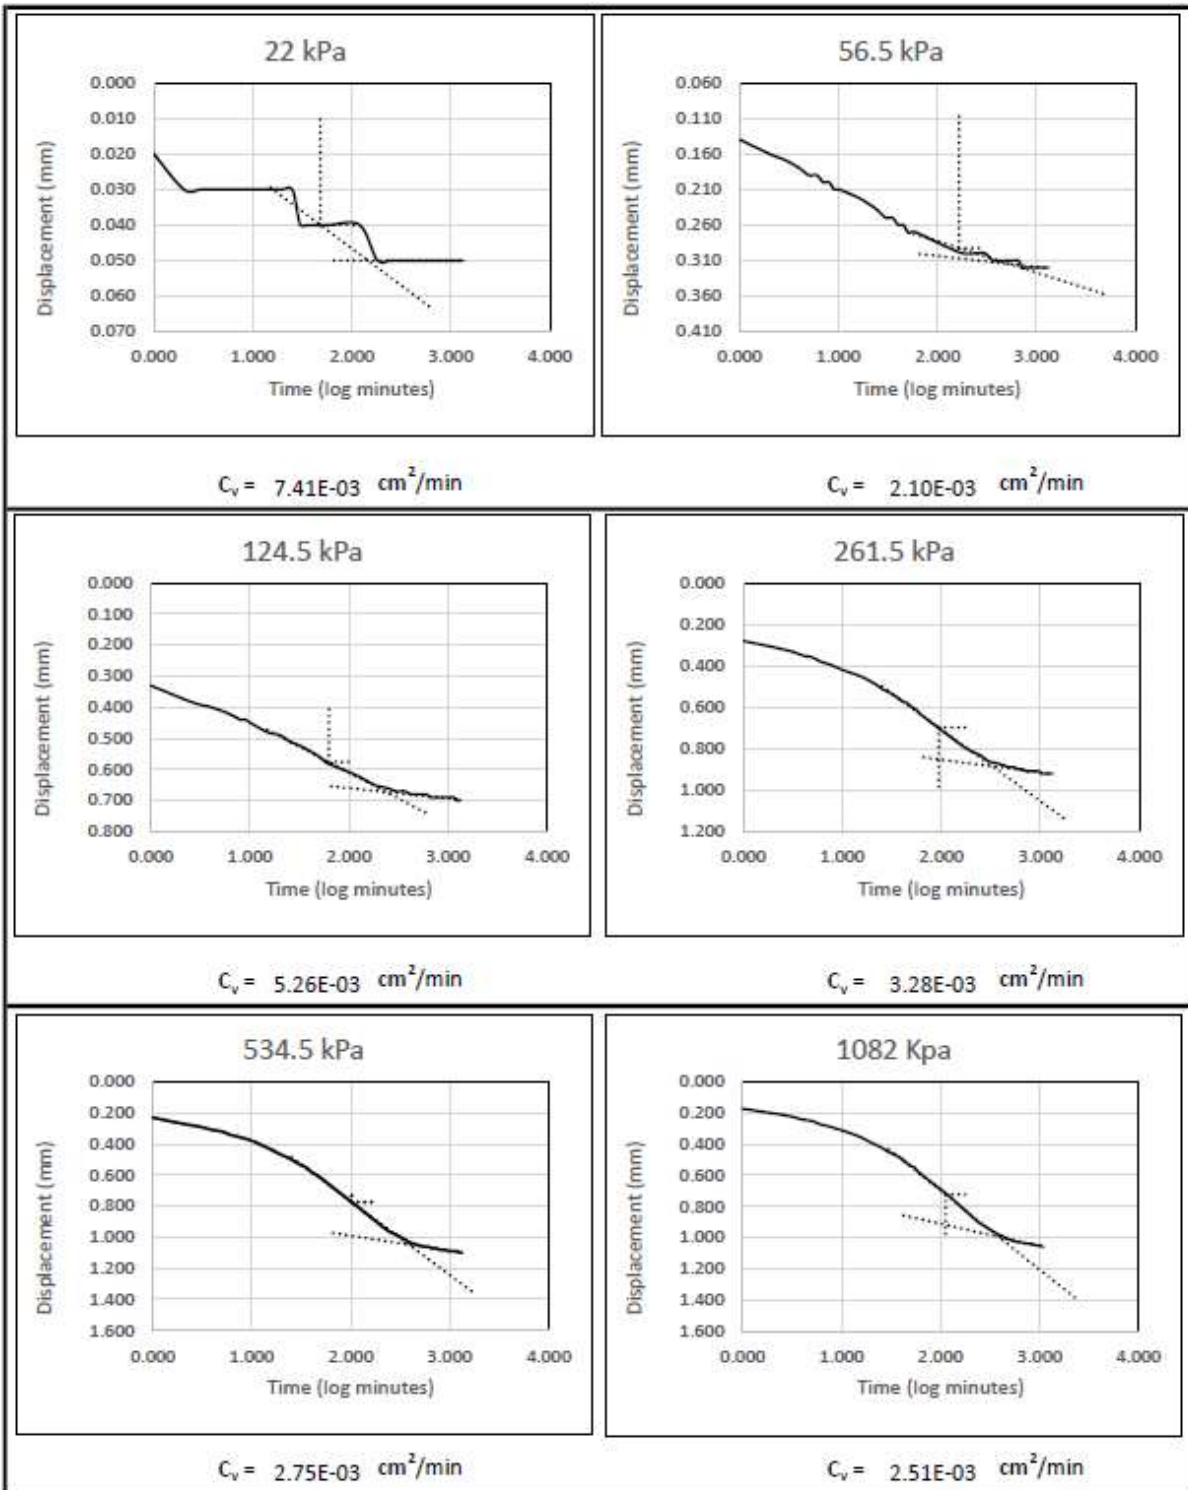 22 kPa
0.000
0.010
0.020
0.030
0.040
0.050
0.060
0.070
Displacement (mm)
0.000 1.000 2.000 3.000 4.000
Time (log minutes)
Cv = 7.41E-03 cm²/min
56.5 kPa
0.060
0.110
0.160
0.210
0.260
0.310
0.360
0.410
Displacement (mm)
0.000 1.000 2.000 3.000 4.000
Time (log minutes)
Cv = 2.10E-03 cm²/min
124.5 kPa
0.000
0.100
0.200
0.300
0.400
0.500
0.600
0.700
0.800
Displacement (mm)
0.000 1.000 2.000 3.000 4.000
Time (log minutes)
Cv = 5.26E-03 cm²/min
261.5 kPa
0.000
0.200
0.400
0.600
0.800
1.000
1.200
Displacement (mm)
0.000 1.000 2.000 3.000 4.000
Time (log minutes)
Cv = 3.28E-03 cm²/min
534.5 kPa
0.000
0.200
0.400
0.600
0.800
1.000
1.200
1.400
1.600
Displacement (mm)
0.000 1.000 2.000 3.000 4.000
Time (log minutes)
Cv = 2.75E-03 cm²/min
1082 Kpa
0.000
0.200
0.400
0.600
0.800
1.000
1.200
1.400
1.600
Displacement (mm)
0.000 1.000 2.000 3.000 4.000
Time (log minutes)
Cv = 2.51E-03 cm²/min